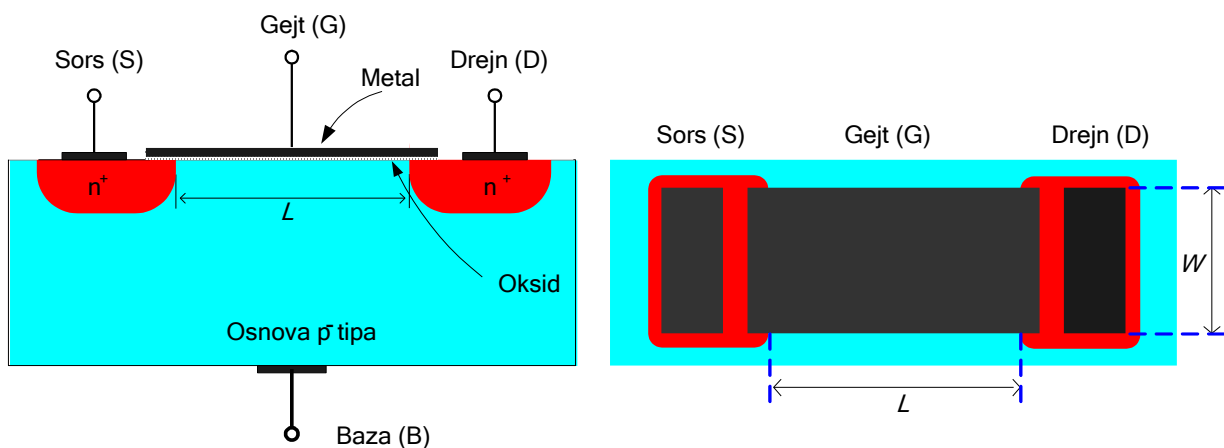 Gejt (G)
Sors (S)
Drejn (D)
Metal
n+
n+
L
Oksid
Osnova p- tipa
Baza (B)
Sors (S)
Gejt (G)
Drejn (D)
W
L